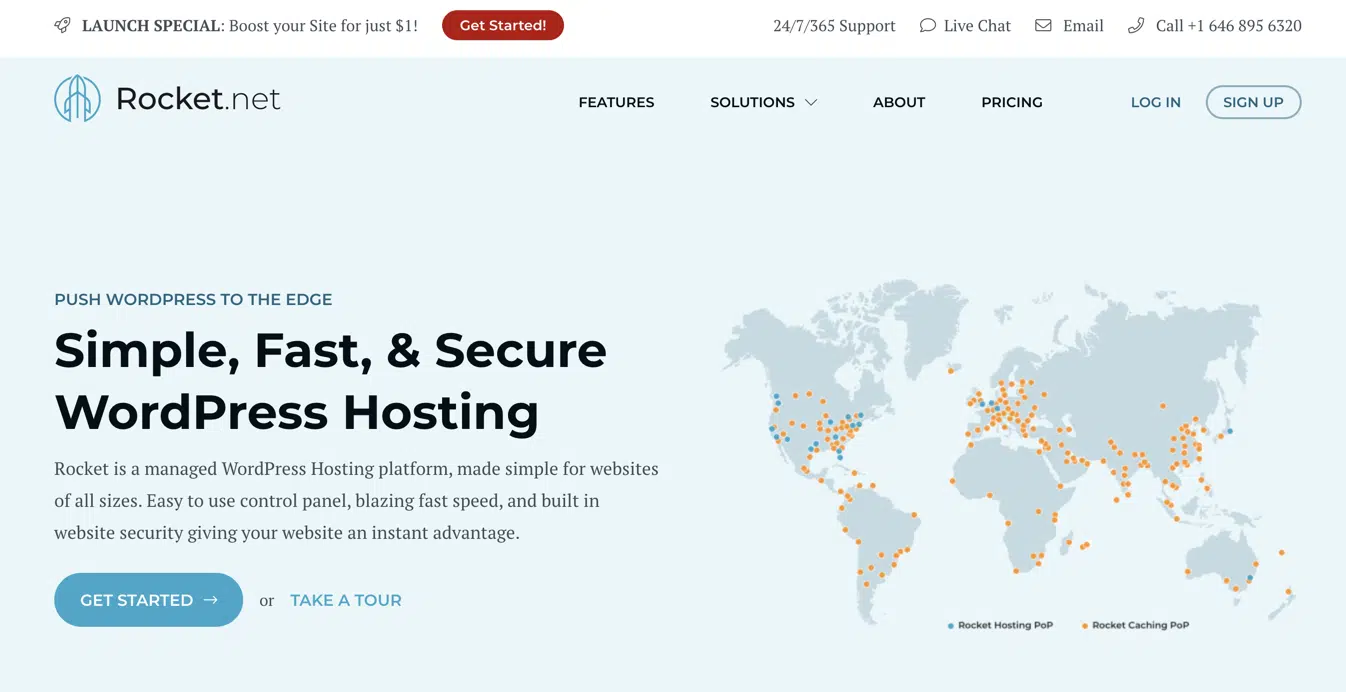 LAUNCH SPECIAL: Boost your Site for just $1! Get Started! 24/7/365 Support Live Chat Email Call +1 646 895 6320
Rocket.net FEATURES SOLUTIONS ABOUT PRICING LOG IN SIGN UP
PUSH WORDPRESS TO THE EDGE
Simple, Fast, & Secure
WordPress Hosting
Rocket is a managed WordPress Hosting platform, made simple for websites
of all sizes. Easy to use control panel, blazing fast speed, and built in
website security giving your website an instant advantage.
GET STARTED → or TAKE A TOUR
Rocket Hosting PoP Rocket Caching PoP